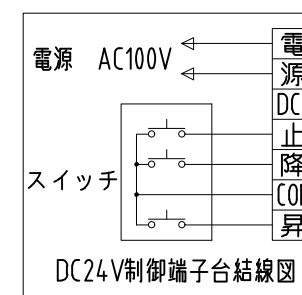 電源 AC100V
電
源
DC
止
降
COM
昇
スイッチ
DC24V制御端子台結線図